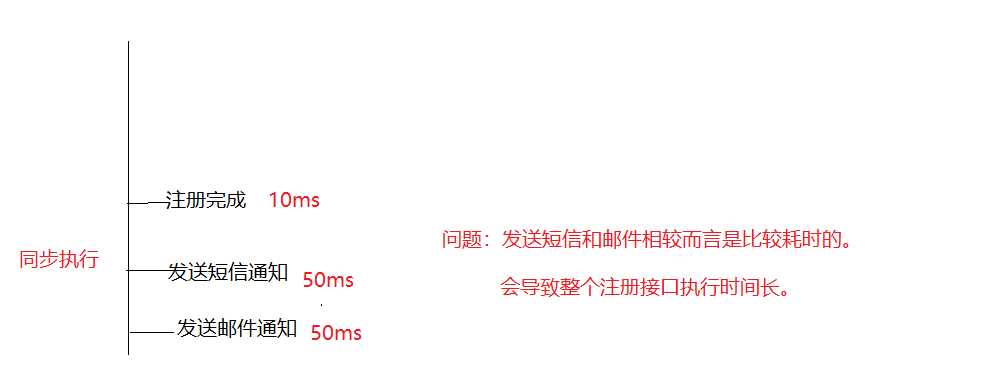 注册完成 10ms
问题：发送短信和邮件相较而言是比较耗时的。
同步执行
发送短信通知 50ms
会导致整个注册接口执行时间长。
发送邮件通知 50ms